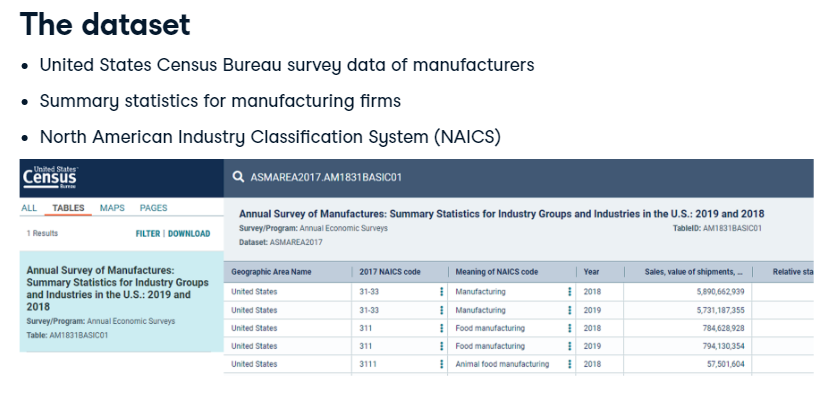 The dataset
• United States Census Bureau survey data of manufacturers
• Summary statistics for manufacturing firms
• North American Industry Classification System (NAICS)
United States®
Census
Bureau
ASMAREA2017.AM1831BASIC01
ALL TABLES MAPS PAGES
1 Results FILTER | DOWNLOAD
Annual Survey of Manufactures:
Summary Statistics for Industry Groups
and Industries in the U.S.: 2019 and
2018
Survey/Program: Annual Economic Surveys
Table: AM1831BASIC01
Annual Survey of Manufactures: Summary Statistics for Industry Groups and Industries in the U.S.: 2019 and 2018
Survey/Program: Annual Economic Surveys TableID: AM1831BASIC01
Dataset: ASMAREA2017
Geographic Area Name 2017 NAICS code Meaning of NAICS code Year Sales, value of shipments, ... Relative sta
United States 31-33 Manufacturing 2018 5,890,662,939
United States 31-33 Manufacturing 2019 5,731,187,355
United States 311 Food manufacturing 2018 784,628,928
United States 311 Food manufacturing 2019 794,130,354
United States 3111 Animal food manufacturing 2018 57,501,604